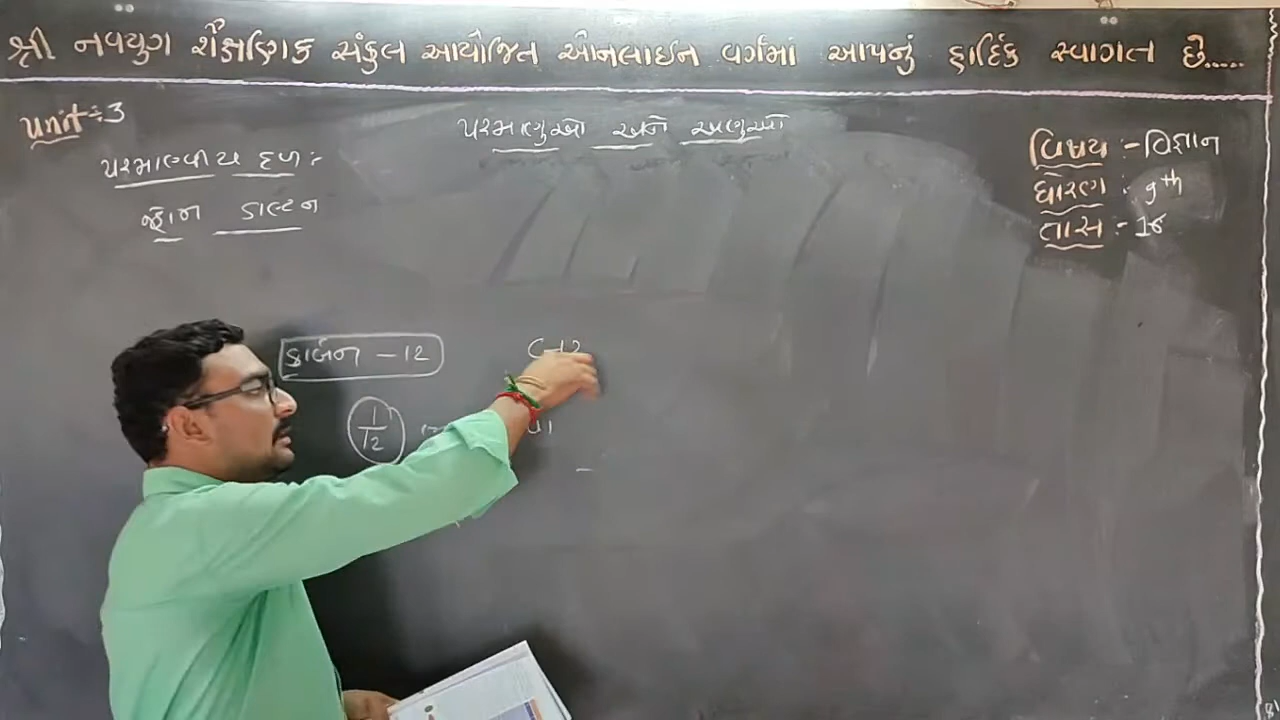 શ્રી નવયુગ શૈક્ષણિક સંકુલ આયોજિત ઓનલાઇન વર્ગમાં આપનું હાર્દિક સ્વાગત છે.....
Unit :- 3
પરમાણુઓ અને અણુઓ
વિષય :- વિજ્ઞાન
ધોરણ : 9th
તાસ :- 18
પરમાણ્વીય દળ :-
જ્હોન ડાલ્ટન
કાર્બન - 12
C-12
1/12